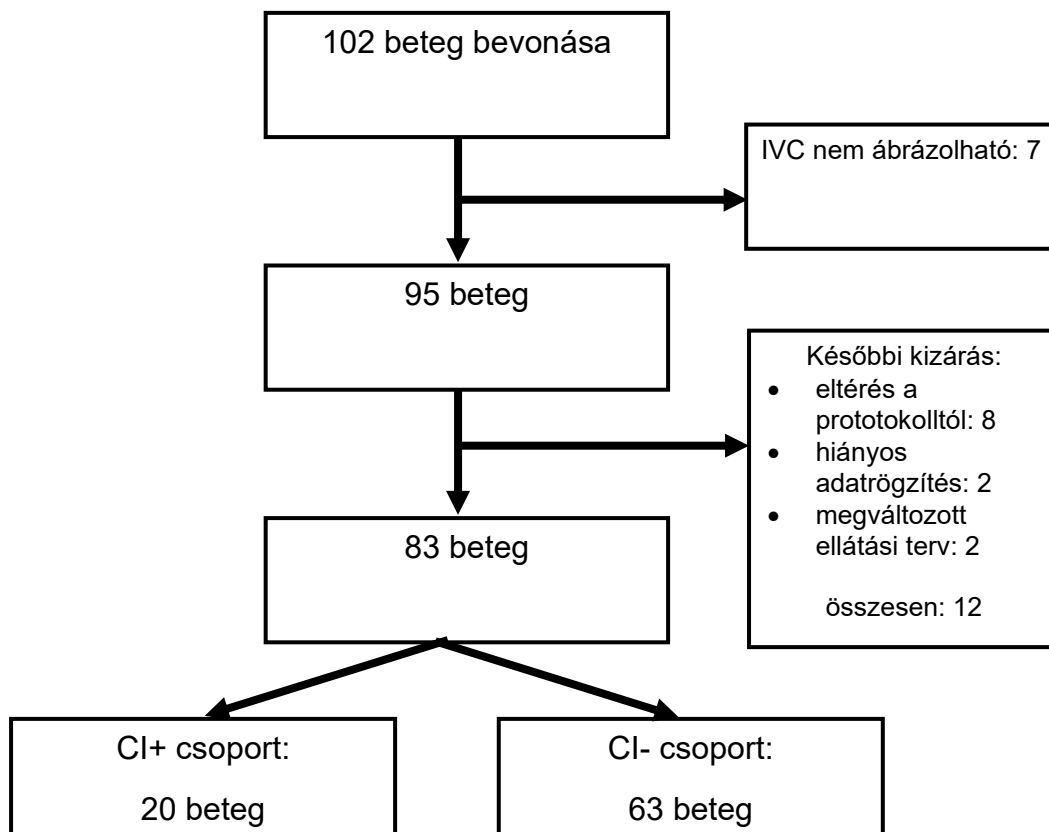 102 beteg bevonása
IVC nem ábrázolható: 7
95 beteg
Későbbi kizárás:
• eltérés a
prototokolltól: 8
• hiányos
adatrögzítés: 2
• megváltozott
ellátási terv: 2
összesen: 12
83 beteg
CI+ csoport:
20 beteg
CI- csoport:
63 beteg